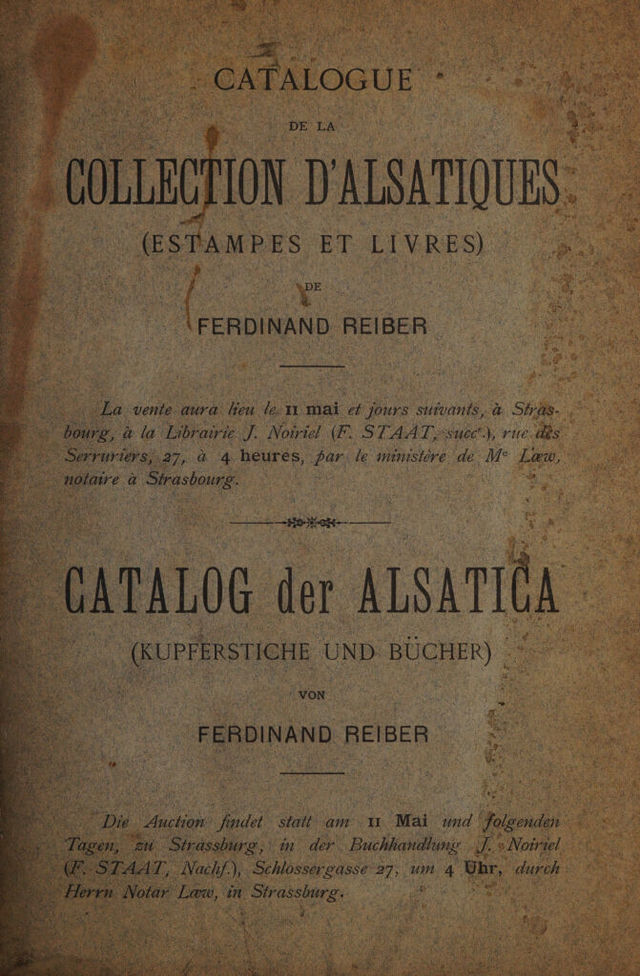 CATALOGUE
DE LA
COLLECTION D'ALSATIQUES
(ESTAMPES ET LIVRES)
DE
FERDINAND REIBER
La vente aura lieu le 11 mai et jours suivants, à Stras-
bourg, à la Librairie J. Noiriel (F. STAAT, succr.), rue des
Serruriers, 27, à 4 heures, par le ministère de Me Lœw,
notaire à Strasbourg.
CATALOG der ALSATICA
(KUPFERSTICHE UND BÜCHER)
VON
FERDINAND REIBER
Die Auction findet statt am 11 Mai und folgenden
Tagen, zu Strassburg, in der Buchhandlung J. Noiriel
(F. STAAT, Nachf.), Schlossergasse 27, um 4 Uhr, durch
Herrn Notar Lœw, in Strassburg.